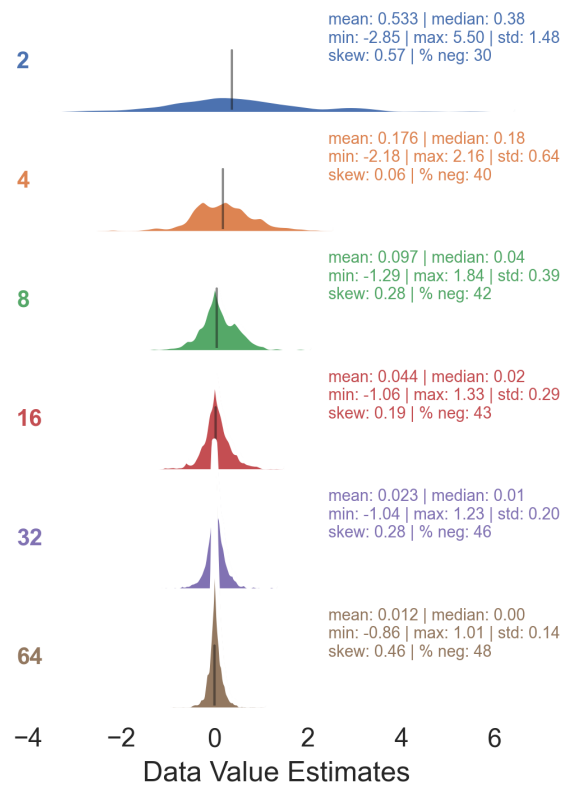 2
mean: 0.533 | median: 0.38
min: -2.85 | max: 5.50 | std: 1.48
skew: 0.57 | % neg: 30
4
mean: 0.176 | median: 0.18
min: -2.18 | max: 2.16 | std: 0.64
skew: 0.06 | % neg: 40
8
mean: 0.097 | median: 0.04
min: -1.29 | max: 1.84 | std: 0.39
skew: 0.28 | % neg: 42
16
mean: 0.044 | median: 0.02
min: -1.06 | max: 1.33 | std: 0.29
skew: 0.19 | % neg: 43
32
mean: 0.023 | median: 0.01
min: -1.04 | max: 1.23 | std: 0.20
skew: 0.28 | % neg: 46
64
mean: 0.012 | median: 0.00
min: -0.86 | max: 1.01 | std: 0.14
skew: 0.46 | % neg: 48
−4 −2 0 2 4 6
Data Value Estimates